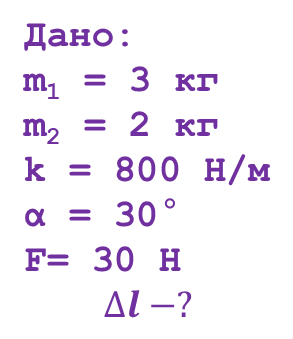 Дано:
m₁ = 3 кг
m₂ = 2 кг
k = 800 Н/м
α = 30°
F= 30 Н
Δl −?